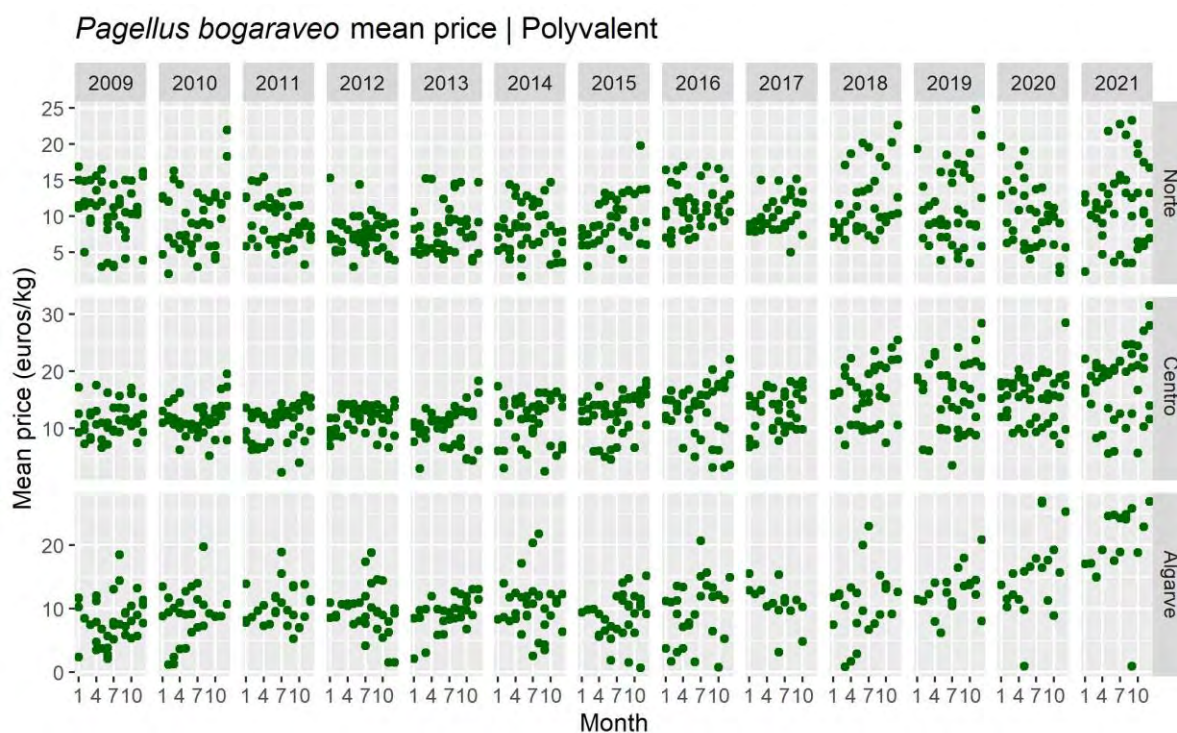 Pagellus bogaraveo mean price | Polyvalent
2009 2010 2011 2012 2013 2014 2015 2016 2017 2018 2019 2020 2021
Mean price (euros/kg)
25
20
15
10
5
Norte
30
20
10
Centro
20
10
0
Algarve
1 4 7 10 1 4 7 10 1 4 7 10 1 4 7 10 1 4 7 10 1 4 7 10 1 4 7 10 1 4 7 10 1 4 7 10 1 4 7 10 1 4 7 10 1 4 7 10 1 4 7 10
Month